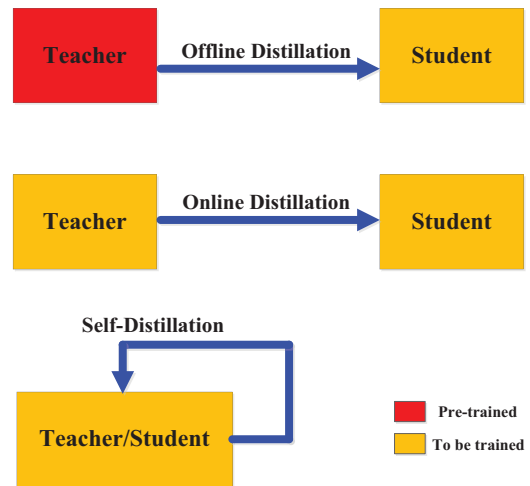 Teacher
Offline Distillation
Student
Teacher
Online Distillation
Student
Self-Distillation
Teacher/Student
Pre-trained
To be trained